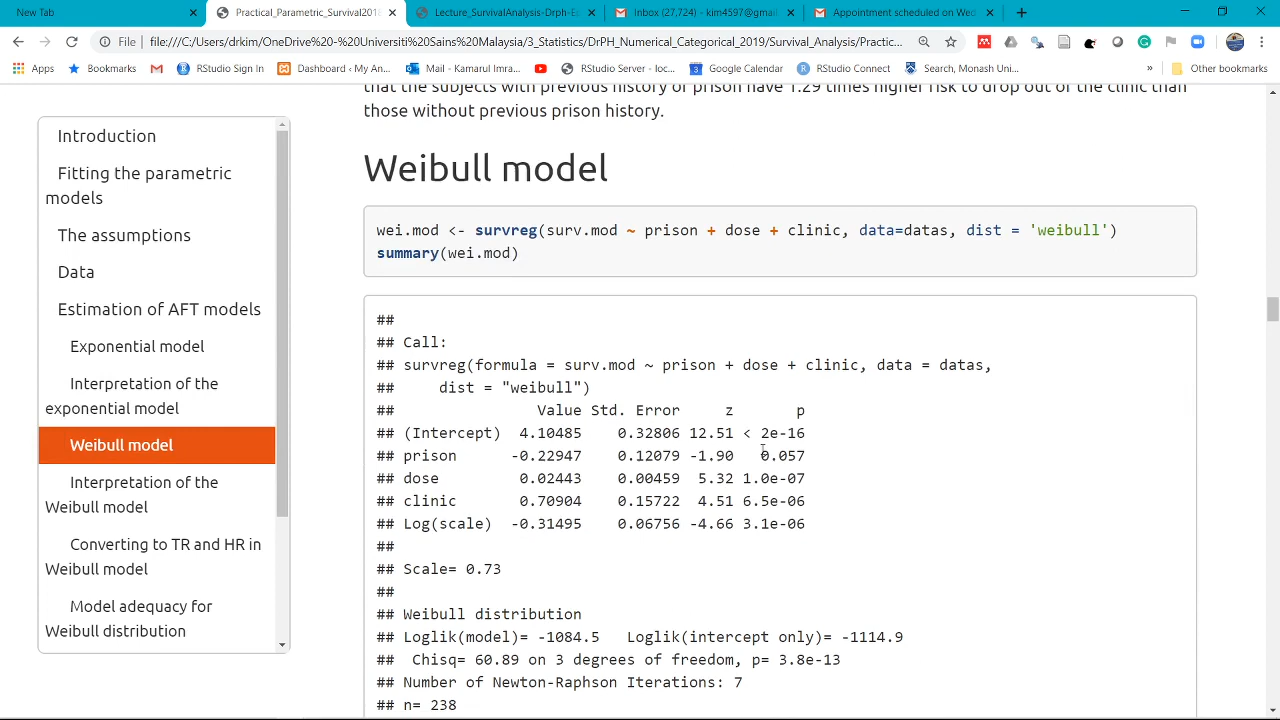 New Tab
Practical_Parametric_Survival201
Lecture_SurvivalAnalysis-Drph-Ep
Inbox (27,724) - kim4597@gmail.
Appointment scheduled on Wed
File
file:///C:/Users/drkim/OneDrive%20-%20Universiti%20Sains%20Malaysia/3_Statistics/DrPH_Numerical_Categorical_2019/Survival_Analysis/Practic...
Apps
Bookmarks
RStudio Sign In
Dashboard ‹ My An...
Mail - Kamarul Imra...
RStudio Server - loc...
Google Calendar
RStudio Connect
Search, Monash Uni...
»
Other bookmarks
that the subjects with previous history of prison have 1.29 times higher risk to drop out of the clinic than
those without previous prison history.
Introduction
Fitting the parametric
models
The assumptions
Data
Estimation of AFT models
Exponential model
Interpretation of the
exponential model
Weibull model
Interpretation of the
Weibull model
Converting to TR and HR in
Weibull model
Model adequacy for
Weibull distribution
Weibull model
wei.mod <- survreg(surv.mod ~ prison + dose + clinic, data=datas, dist = 'weibull')
summary(wei.mod)
##
## Call:
## survreg(formula = surv.mod ~ prison + dose + clinic, data = datas,
##     dist = "weibull")
##                Value Std. Error     z       p
## (Intercept)  4.10485    0.32806 12.51 < 2e-16
## prison      -0.22947    0.12079 -1.90   0.057
## dose         0.02443    0.00459  5.32 1.0e-07
## clinic       0.70904    0.15722  4.51 6.5e-06
## Log(scale)  -0.31495    0.06756 -4.66 3.1e-06
##
## Scale= 0.73
##
## Weibull distribution
## Loglik(model)= -1084.5   Loglik(intercept only)= -1114.9
##  Chisq= 60.89 on 3 degrees of freedom, p= 3.8e-13
## Number of Newton-Raphson Iterations: 7
## n= 238